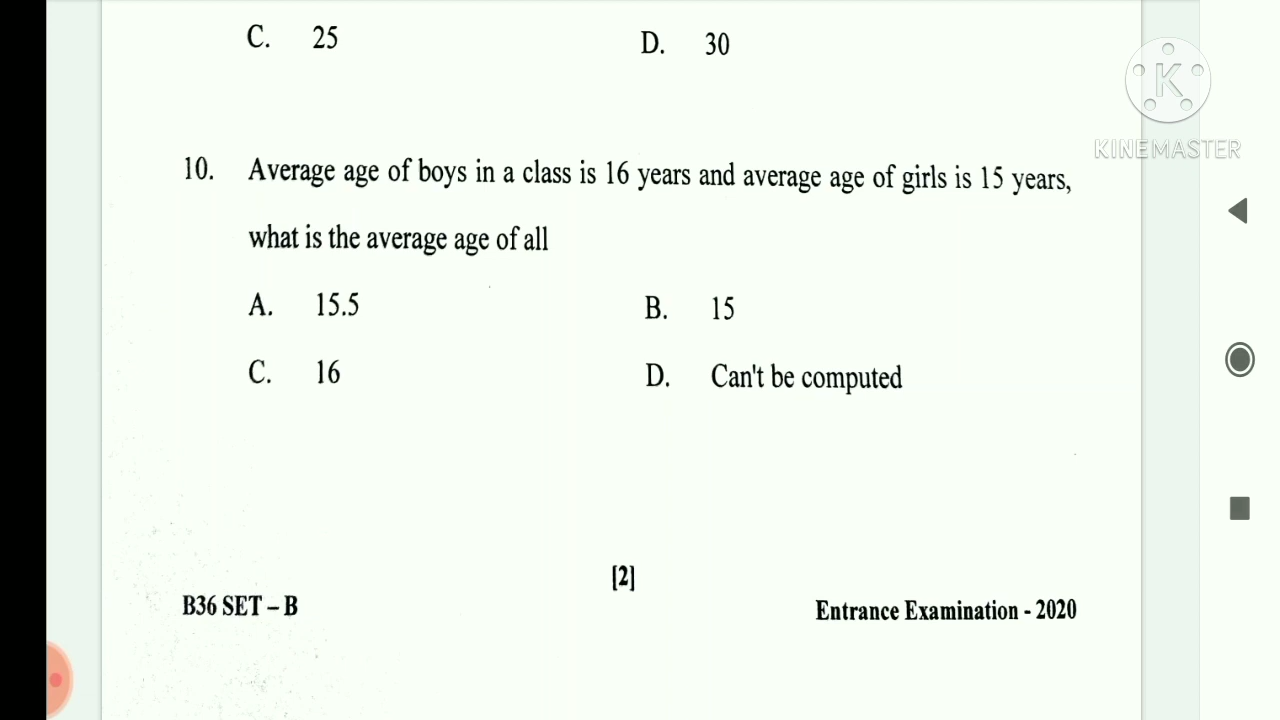 C. 25 D. 30
K
KINEMASTER
10. Average age of boys in a class is 16 years and average age of girls is 15 years,
what is the average age of all
A. 15.5 B. 15
C. 16 D. Can't be computed
[2]
B36 SET – B Entrance Examination - 2020